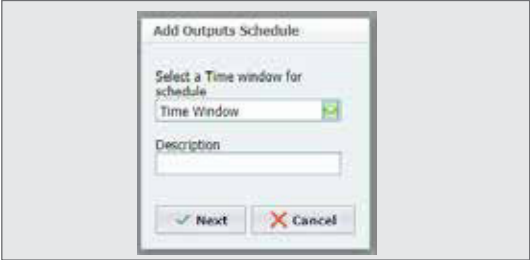 Add Outputs Schedule
Select a Time window for
schedule
Time Window
Description
Next
Cancel